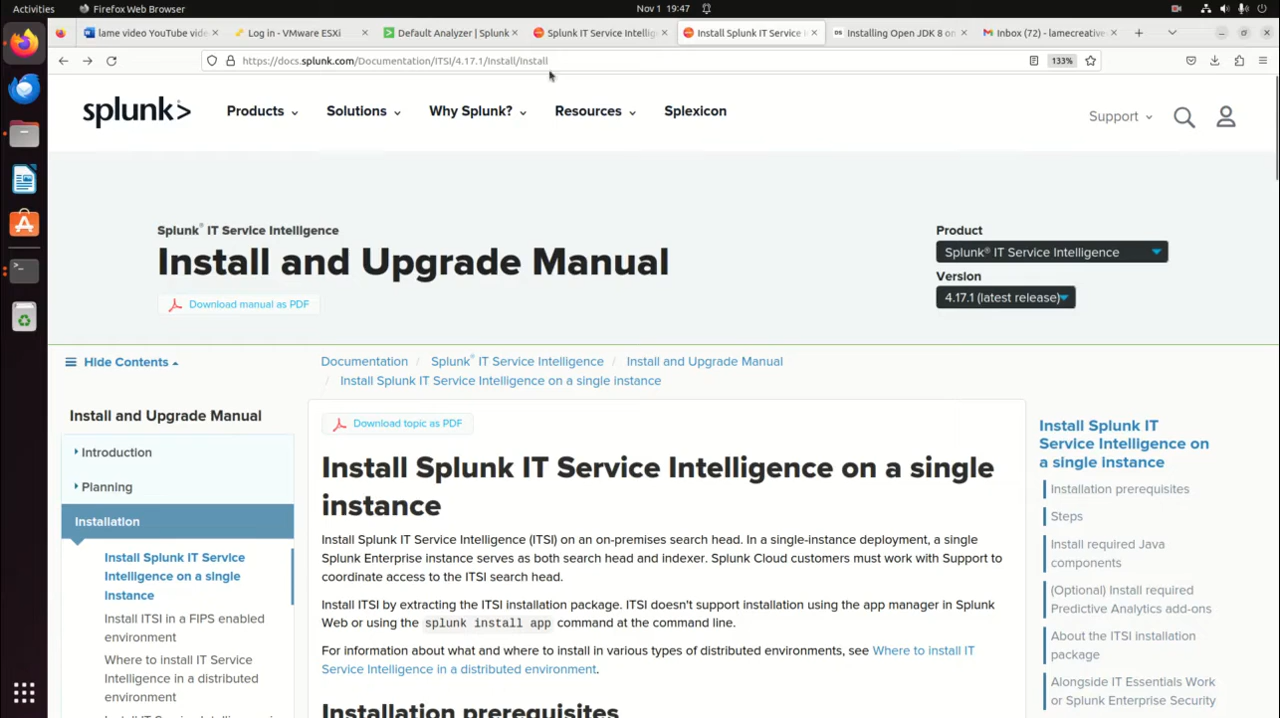 Activities
Firefox Web Browser
Nov 1 19:47
lame video YouTube vide
Log in - VMware ESXi
Default Analyzer | Splunk
Splunk IT Service Intellig
Install Splunk IT Service I
DS
Installing Open JDK 8 on
Inbox (72) - lamecreative
https://docs.splunk.com/Documentation/ITSI/4.17.1/Install/Install
133%
splunk>
Products
Solutions
Why Splunk?
Resources
Splexicon
Support
Splunk® IT Service Intelligence
Install and Upgrade Manual
Download manual as PDF
Product
Splunk® IT Service Intelligence
Version
4.17.1 (latest release)
Hide Contents
Documentation / Splunk® IT Service Intelligence / Install and Upgrade Manual
/ Install Splunk IT Service Intelligence on a single instance
Install and Upgrade Manual
Introduction
Planning
Installation
Install Splunk IT Service
Intelligence on a single
instance
Install ITSI in a FIPS enabled
environment
Where to install IT Service
Intelligence in a distributed
environment
Download topic as PDF
Install Splunk IT Service Intelligence on a single
instance
Install Splunk IT Service Intelligence (ITSI) on an on-premises search head. In a single-instance deployment, a single
Splunk Enterprise instance serves as both search head and indexer. Splunk Cloud customers must work with Support to
coordinate access to the ITSI search head.
Install ITSI by extracting the ITSI installation package. ITSI doesn't support installation using the app manager in Splunk
Web or using the splunk install app command at the command line.
For information about what and where to install in various types of distributed environments, see Where to install IT
Service Intelligence in a distributed environment.
Installation prerequisites
Install Splunk IT
Service Intelligence on
a single instance
Installation prerequisites
Steps
Install required Java
components
(Optional) Install required
Predictive Analytics add-ons
About the ITSI installation
package
Alongside IT Essentials Work
or Splunk Enterprise Security